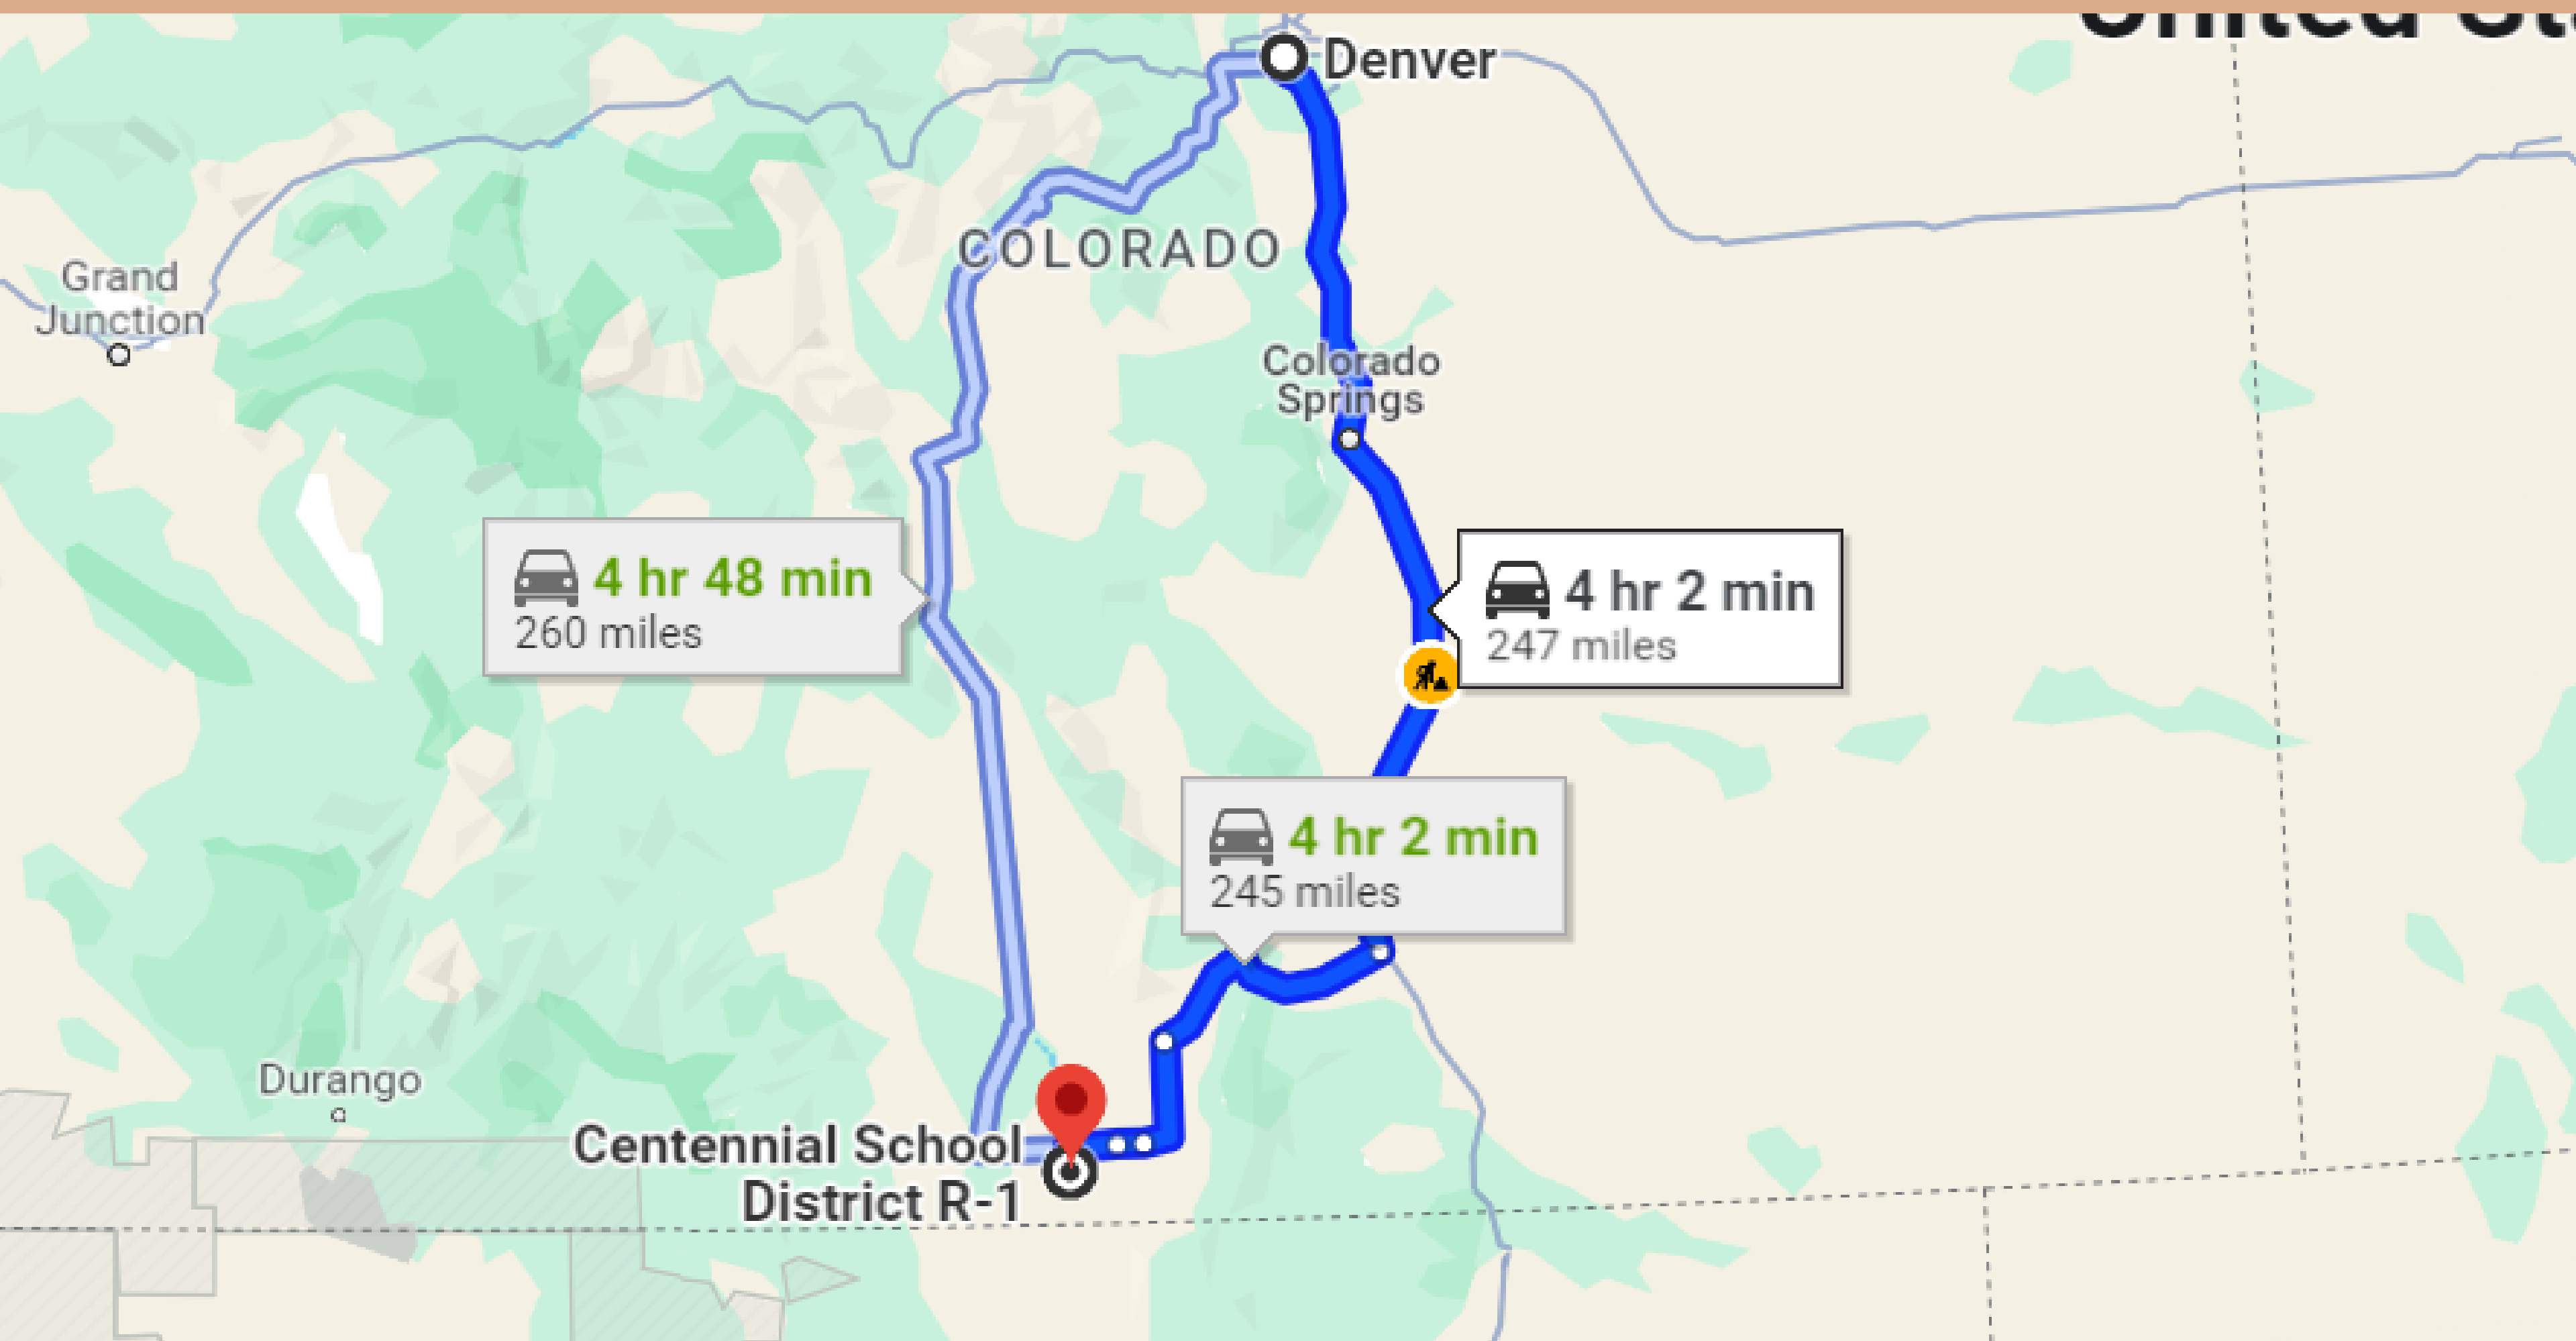 Denver
COLORADO
Grand
Junction
Colorado
Springs
4 hr 48 min
260 miles
4 hr 2 min
247 miles
4 hr 2 min
245 miles
Durango
Centennial School
District R-1